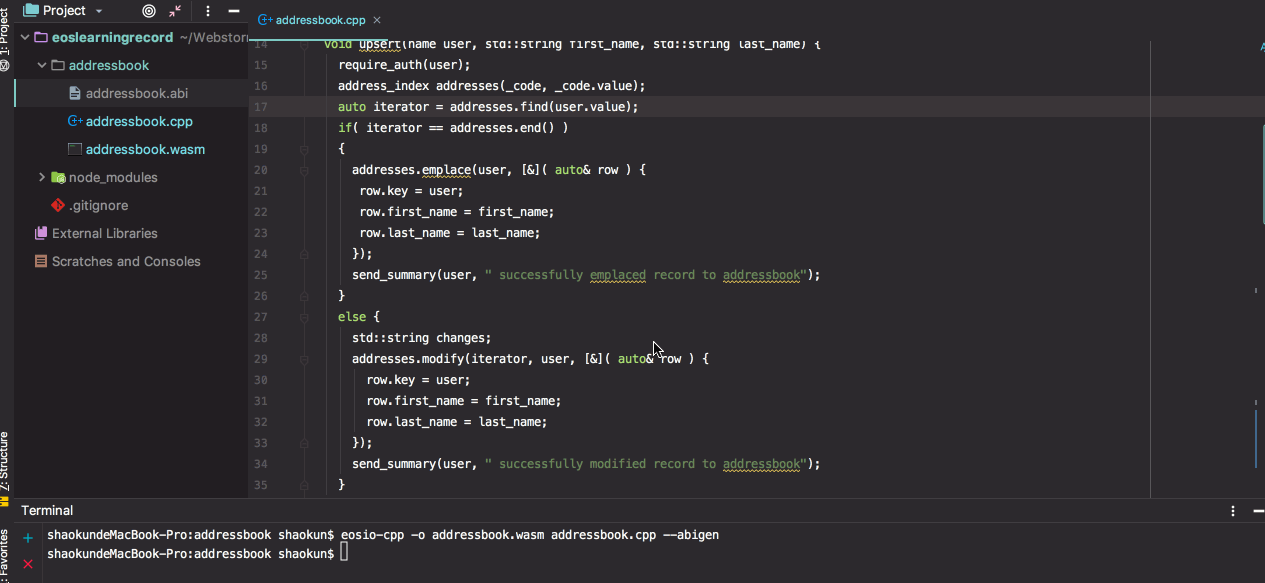 Project
addressbook.cpp
1: Project
eoslearningrecord ~/Webstor
addressbook
addressbook.abi
addressbook.cpp
addressbook.wasm
node_modules
.gitignore
External Libraries
Scratches and Consoles
14 void upsert(name user, std::string first_name, std::string last_name) {
15 require_auth(user);
16 address_index addresses(_code, _code.value);
17 auto iterator = addresses.find(user.value);
18 if( iterator == addresses.end() )
19 {
20 addresses.emplace(user, [&]( auto& row ) {
21 row.key = user;
22 row.first_name = first_name;
23 row.last_name = last_name;
24 });
25 send_summary(user, " successfully emplaced record to addressbook");
26 }
27 else {
28 std::string changes;
29 addresses.modify(iterator, user, [&]( auto& row ) {
30 row.key = user;
31 row.first_name = first_name;
32 row.last_name = last_name;
33 });
34 send_summary(user, " successfully modified record to addressbook");
35 }
Z: Structure
Favorites
Terminal
shaokundeMacBook-Pro:addressbook shaokun$ eosio-cpp -o addressbook.wasm addressbook.cpp --abigen
shaokundeMacBook-Pro:addressbook shaokun$